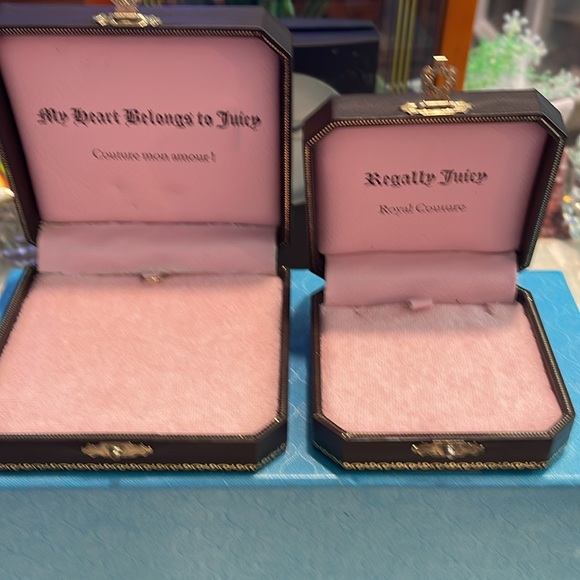 My Heart Belongs to Juicy
Couture mon amour!
Regally Juicy
Royal Couture